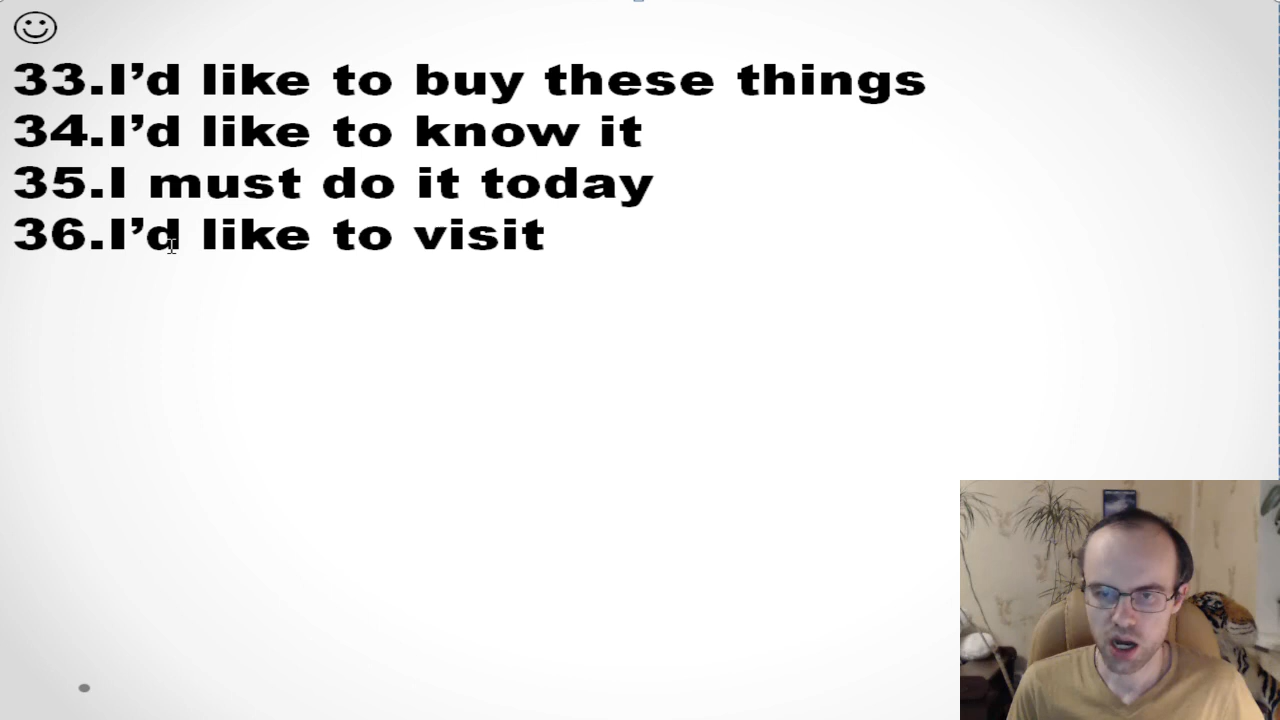 33.I’d like to buy these things
34.I’d like to know it
35.I must do it today
36.I’d like to visit